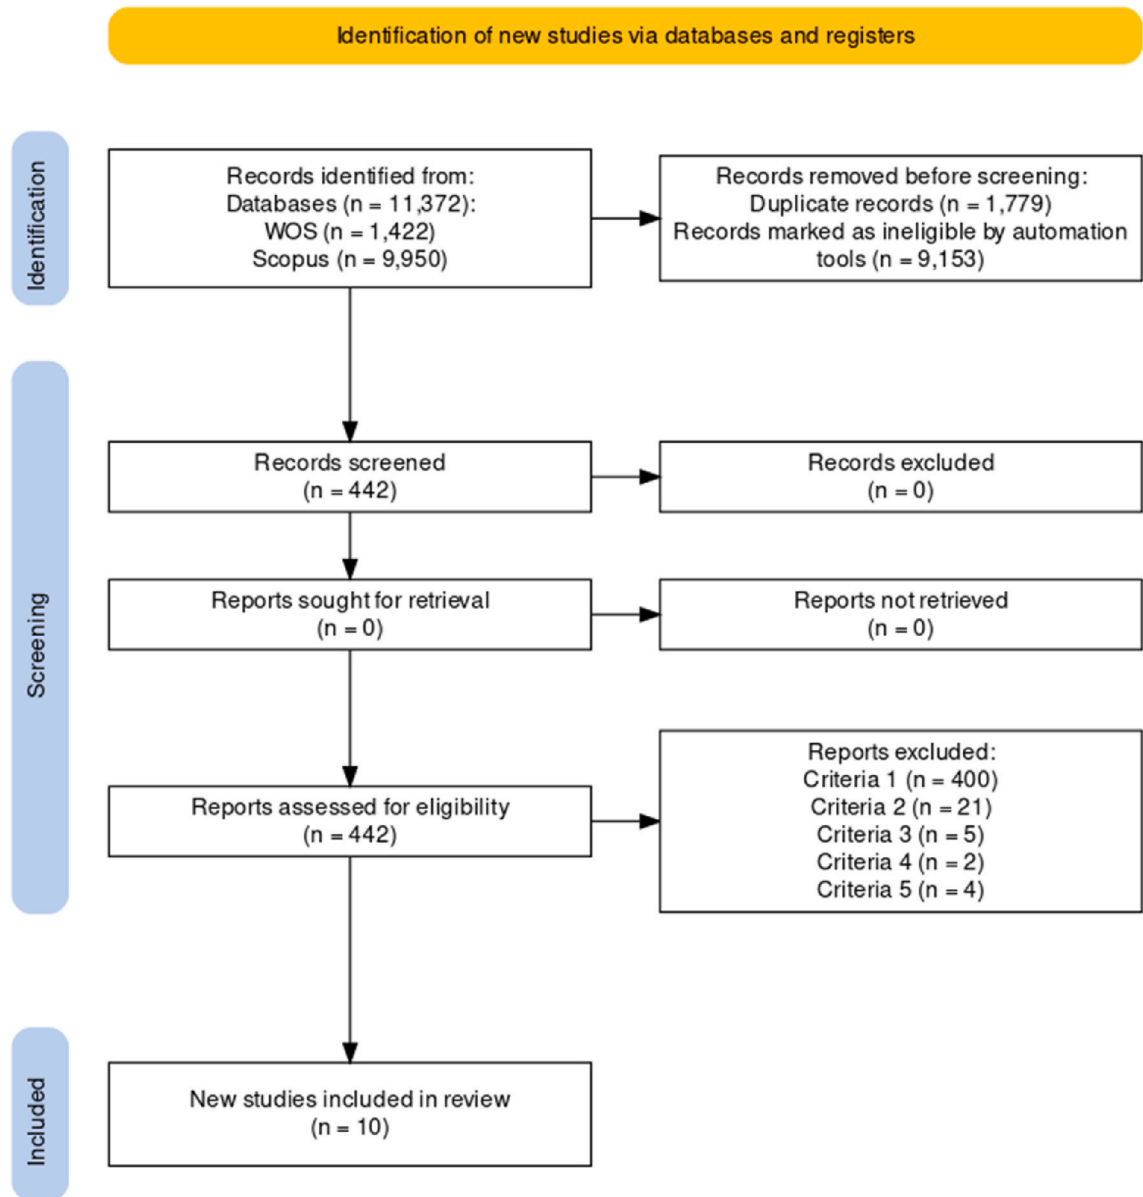 Identification of new studies via databases and registers
Identification
Records identified from:
Databases (n = 11,372):
WOS (n = 1,422)
Scopus (n = 9,950)
Records removed before screening:
Duplicate records (n = 1,779)
Records marked as ineligible by automation
tools (n = 9,153)
Screening
Records screened
(n = 442)
Records excluded
(n = 0)
Reports sought for retrieval
(n = 0)
Reports not retrieved
(n = 0)
Reports assessed for eligibility
(n = 442)
Reports excluded:
Criteria 1 (n = 400)
Criteria 2 (n = 21)
Criteria 3 (n = 5)
Criteria 4 (n = 2)
Criteria 5 (n = 4)
Included
New studies included in review
(n = 10)